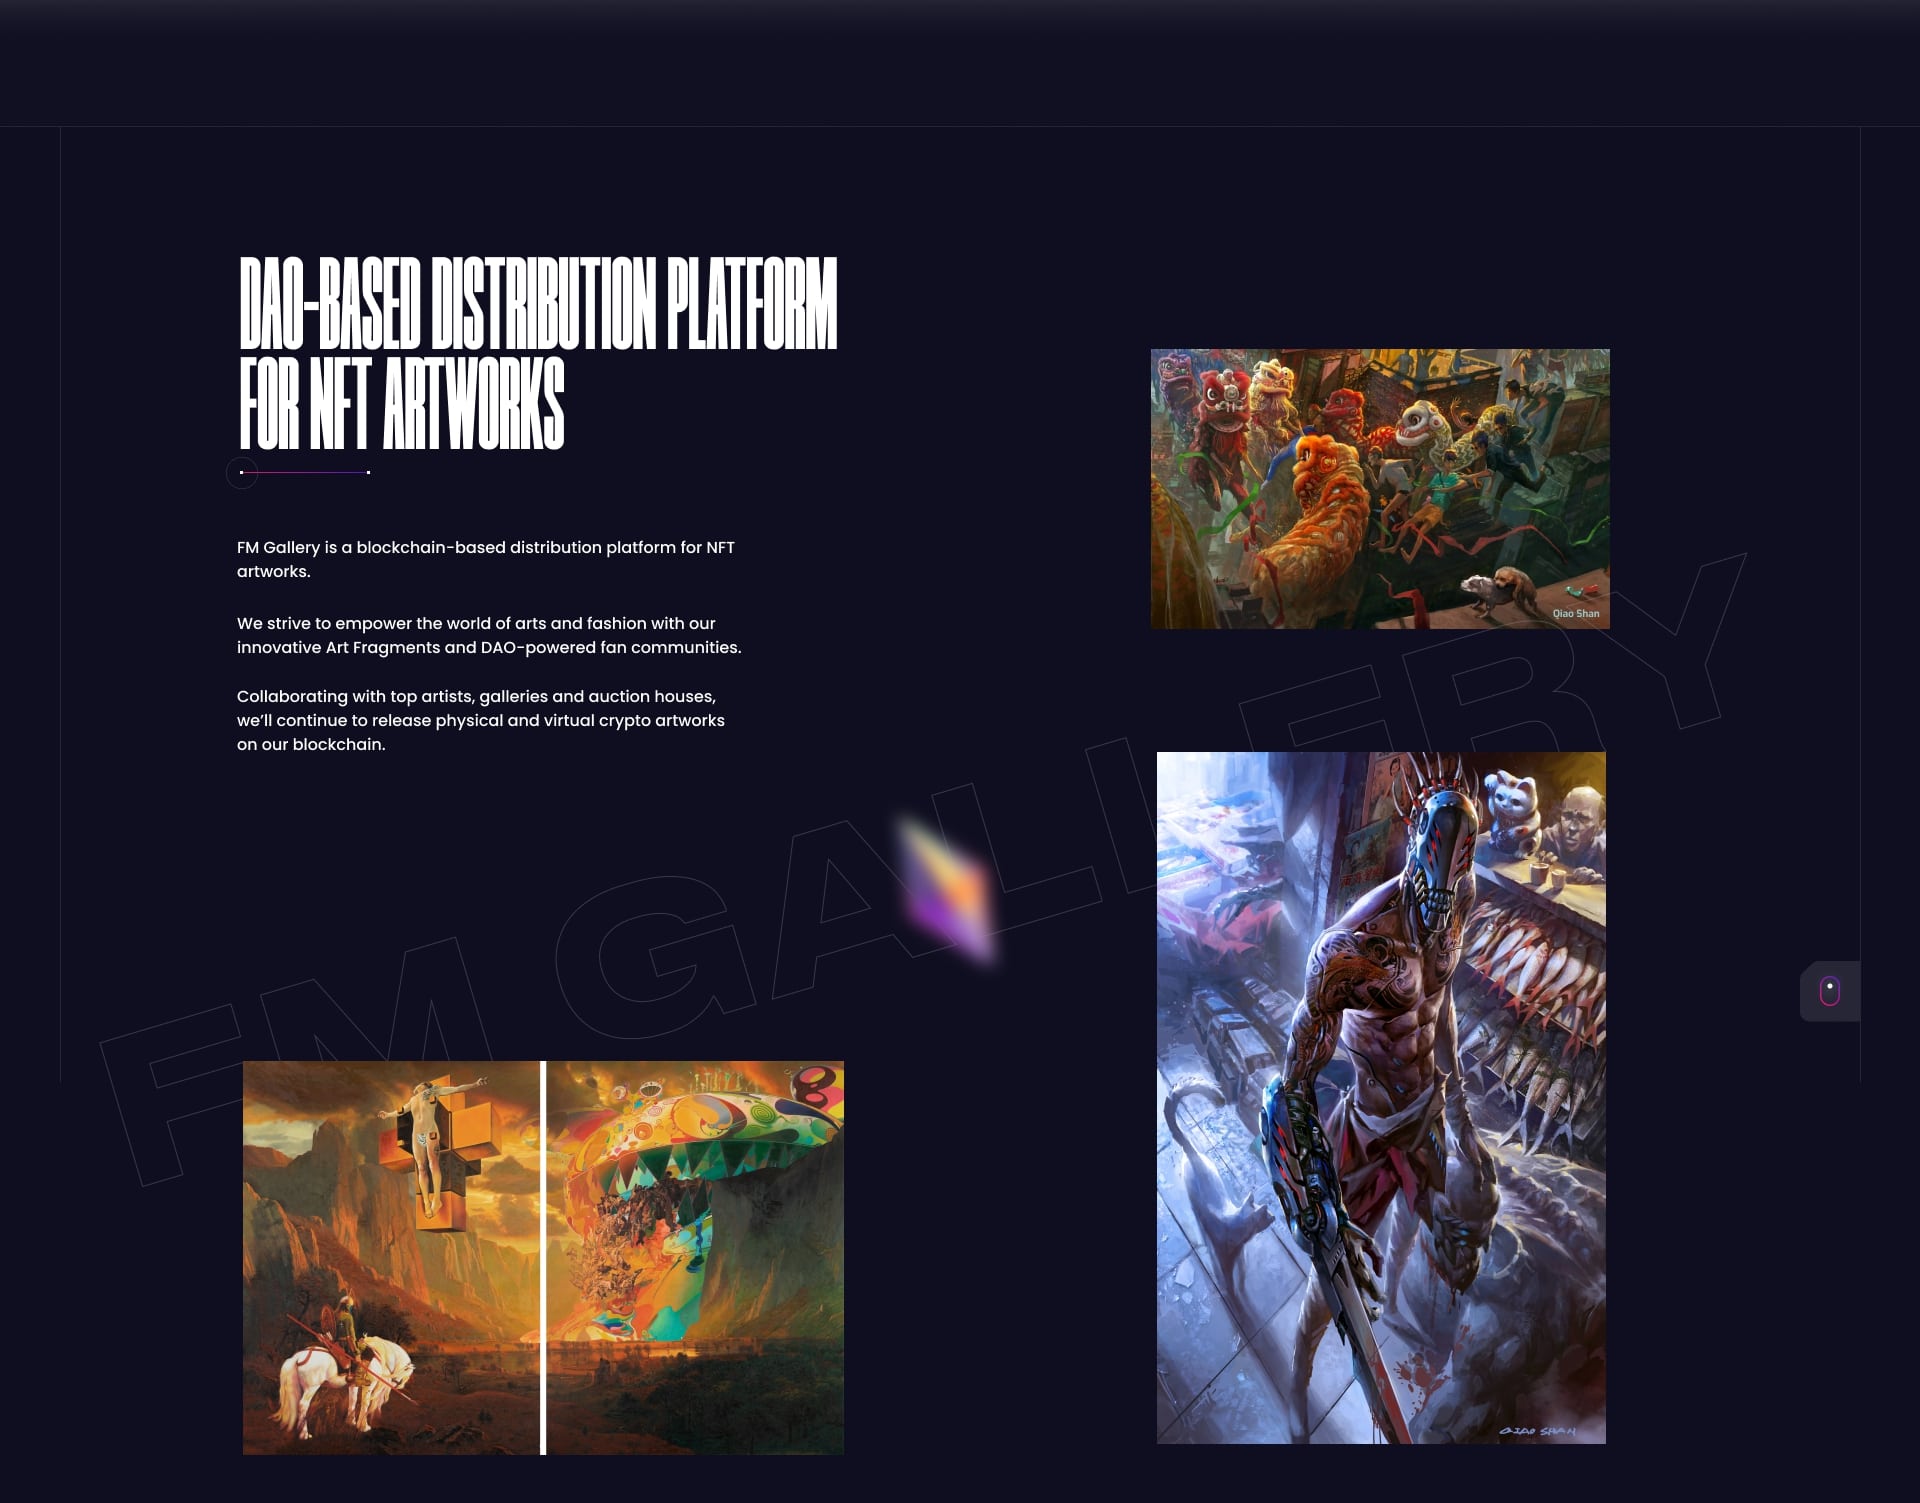 DAO-BASED DISTRIBUTION PLATFORM
FOR NFT ARTWORKS
FM Gallery is a blockchain-based distribution platform for NFT
artworks.
We strive to empower the world of arts and fashion with our
innovative Art Fragments and DAO-powered fan communities.
Collaborating with top artists, galleries and auction houses,
we’ll continue to release physical and virtual crypto artworks
on our blockchain.
Qiao Shan
FM GALLERY
QIAO SHAN